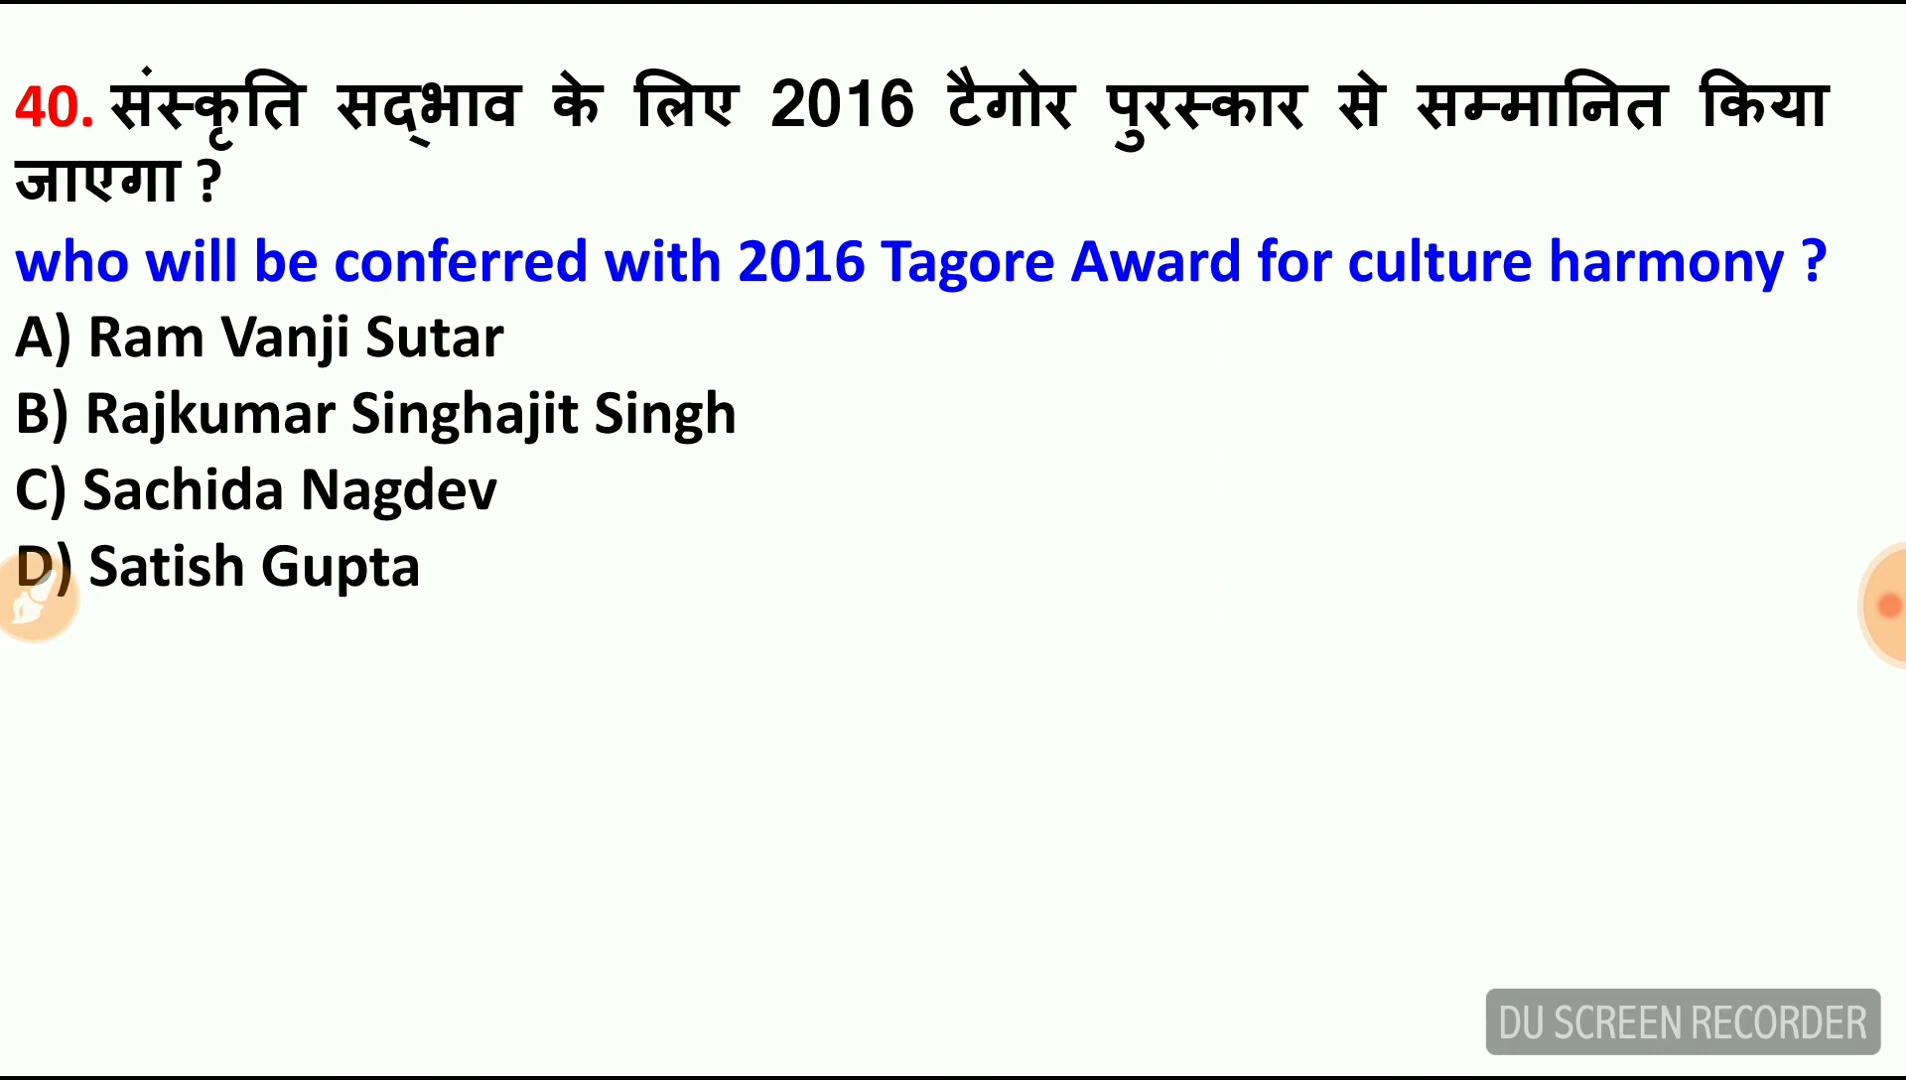 40. संस्कृति सद्भाव के लिए 2016 टैगोर पुरस्कार से सम्मानित किया
जाएगा ?
who will be conferred with 2016 Tagore Award for culture harmony ?
A) Ram Vanji Sutar
B) Rajkumar Singhajit Singh
C) Sachida Nagdev
D) Satish Gupta
DU SCREEN RECORDER